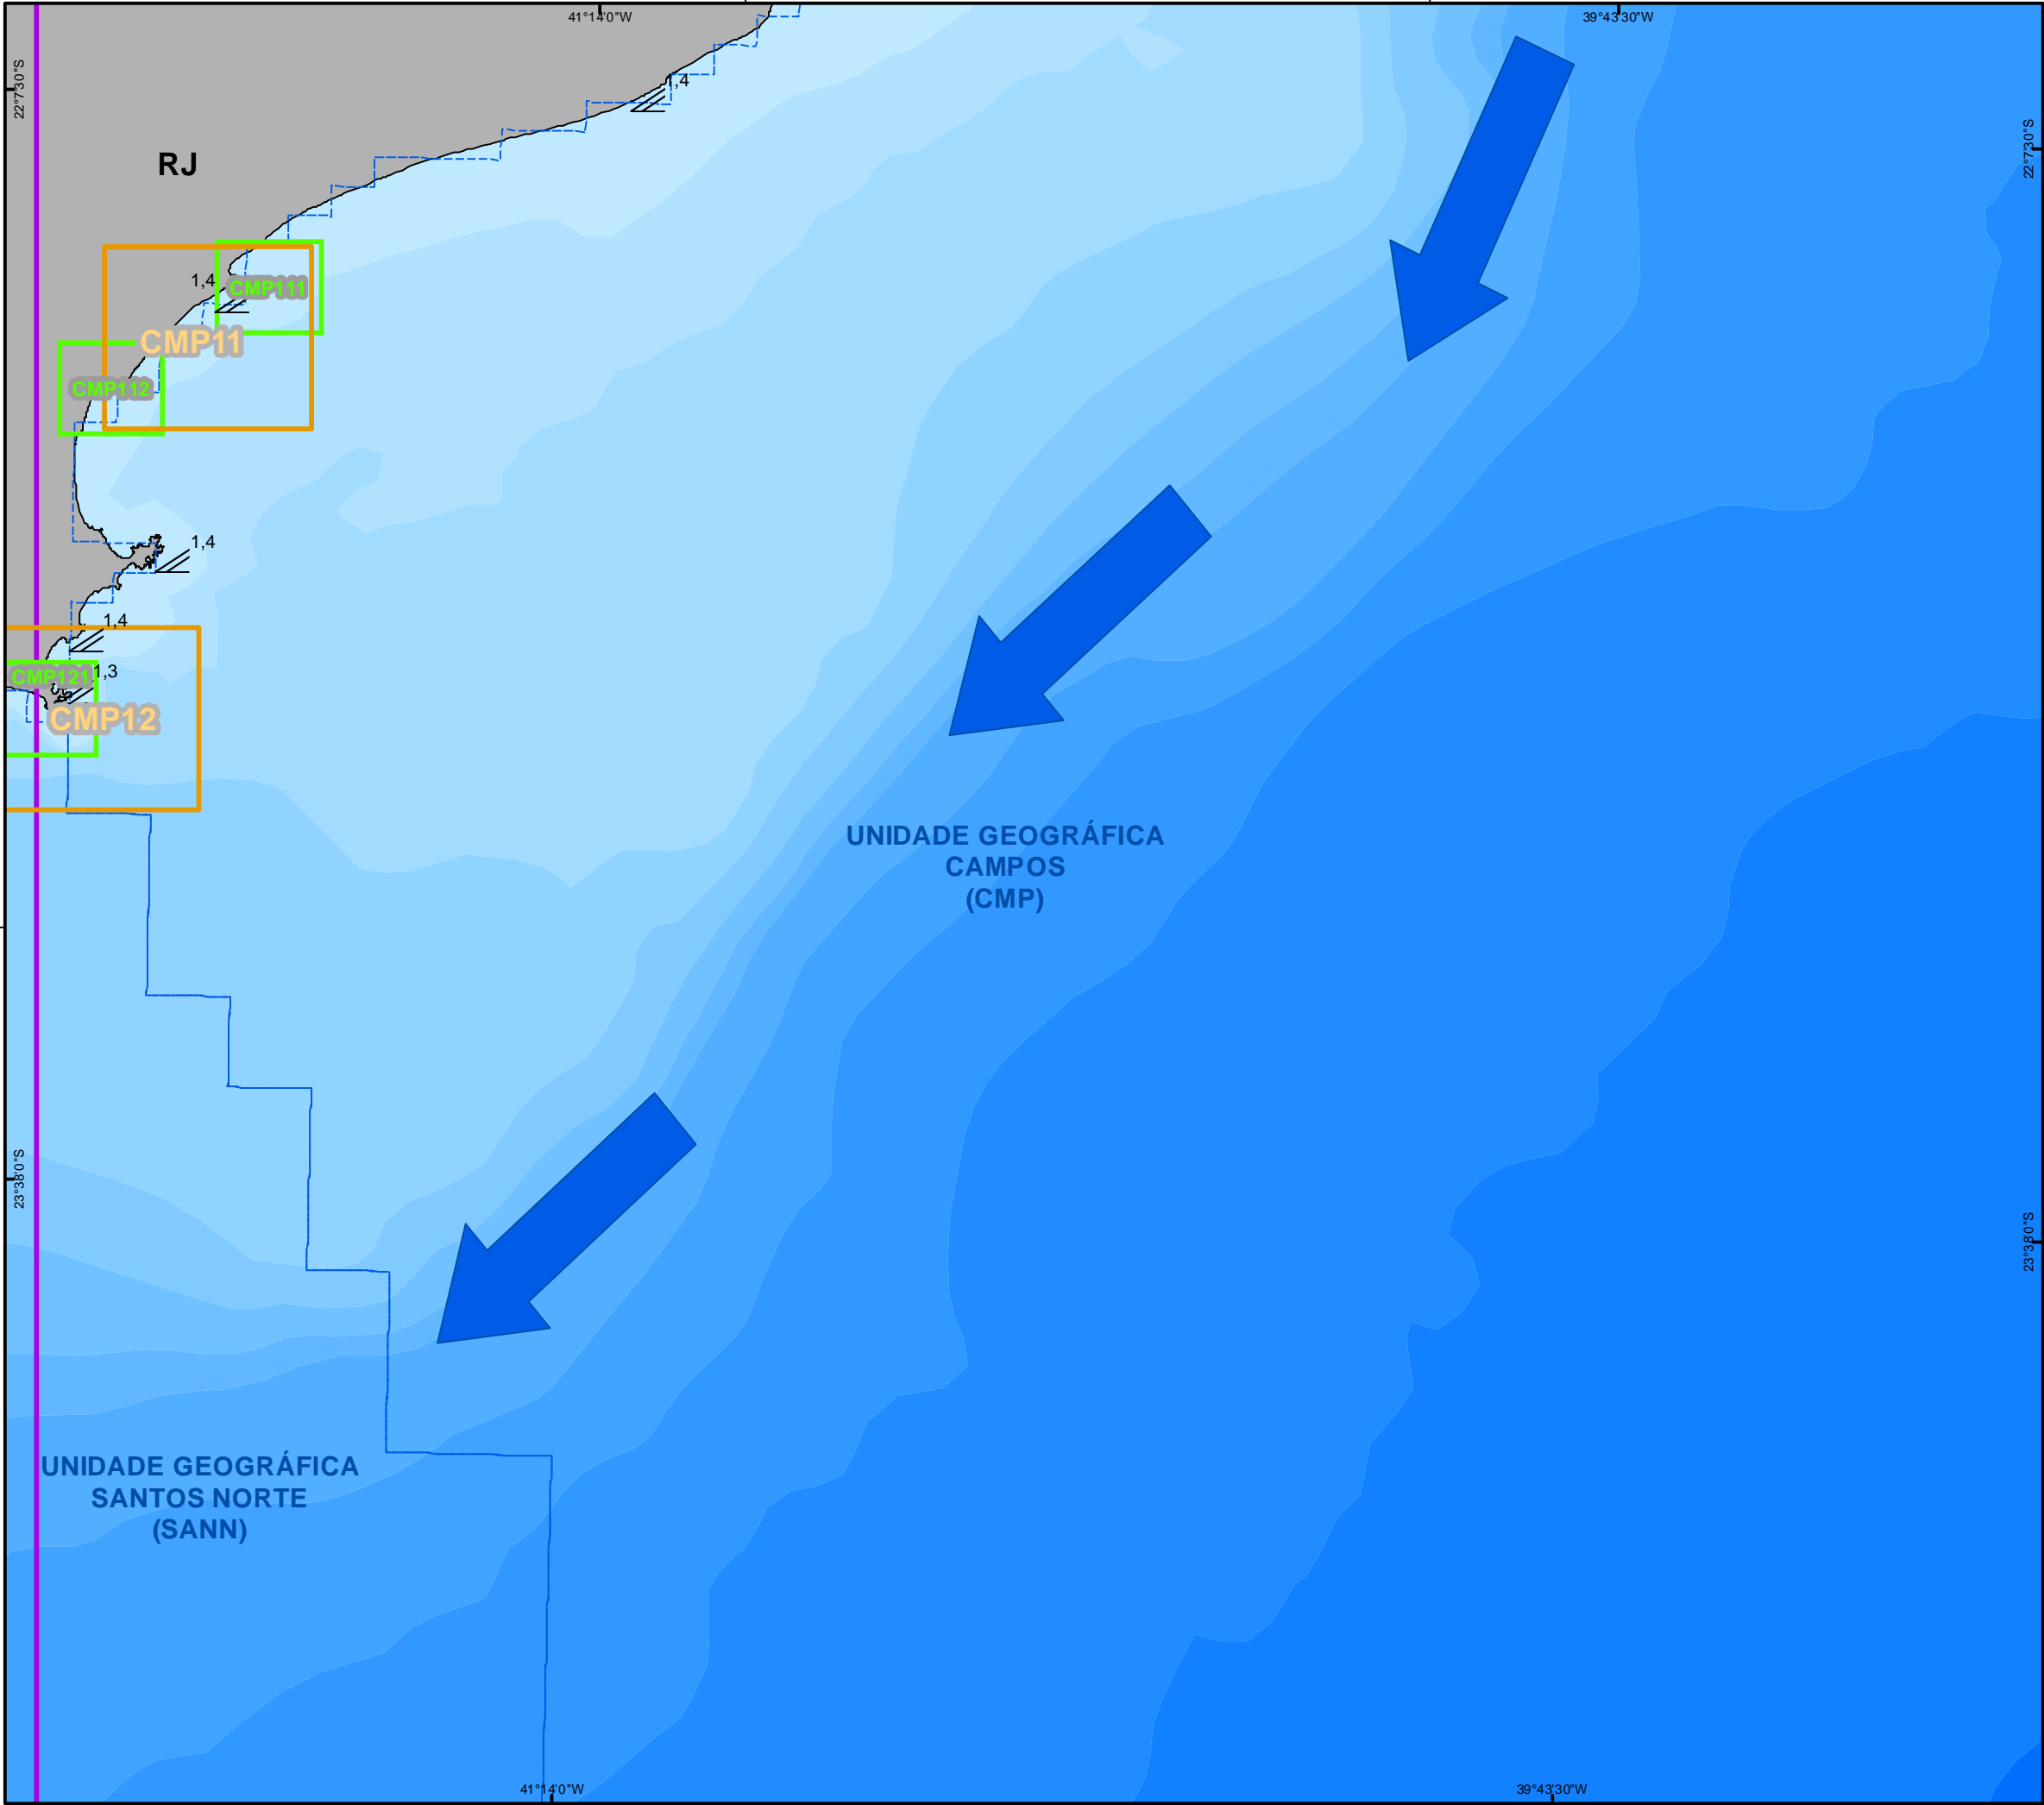 41°14'0"W
39°43'30"W
22°7'30"S
22°7'30"S
RJ
1,4
1,4
CMP111
CMP11
CMP112
1,4
1,4
CMP121
1,3
CMP12
UNIDADE GEOGRÁFICA
CAMPOS
(CMP)
23°38'0"S
23°38'0"S
UNIDADE GEOGRÁFICA
SANTOS NORTE
(SANN)
41°14'0"W
39°43'30"W